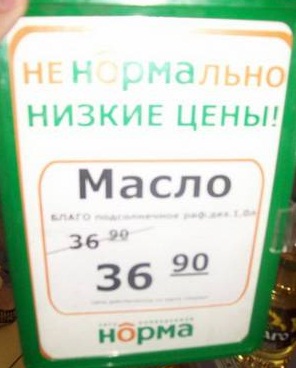 НЕНОРМАЛЬНО
НИЗКИЕ ЦЕНЫ!
Масло
БЛАГО подсолнечное раф.дез.1,0л
36 90
36 90
норма